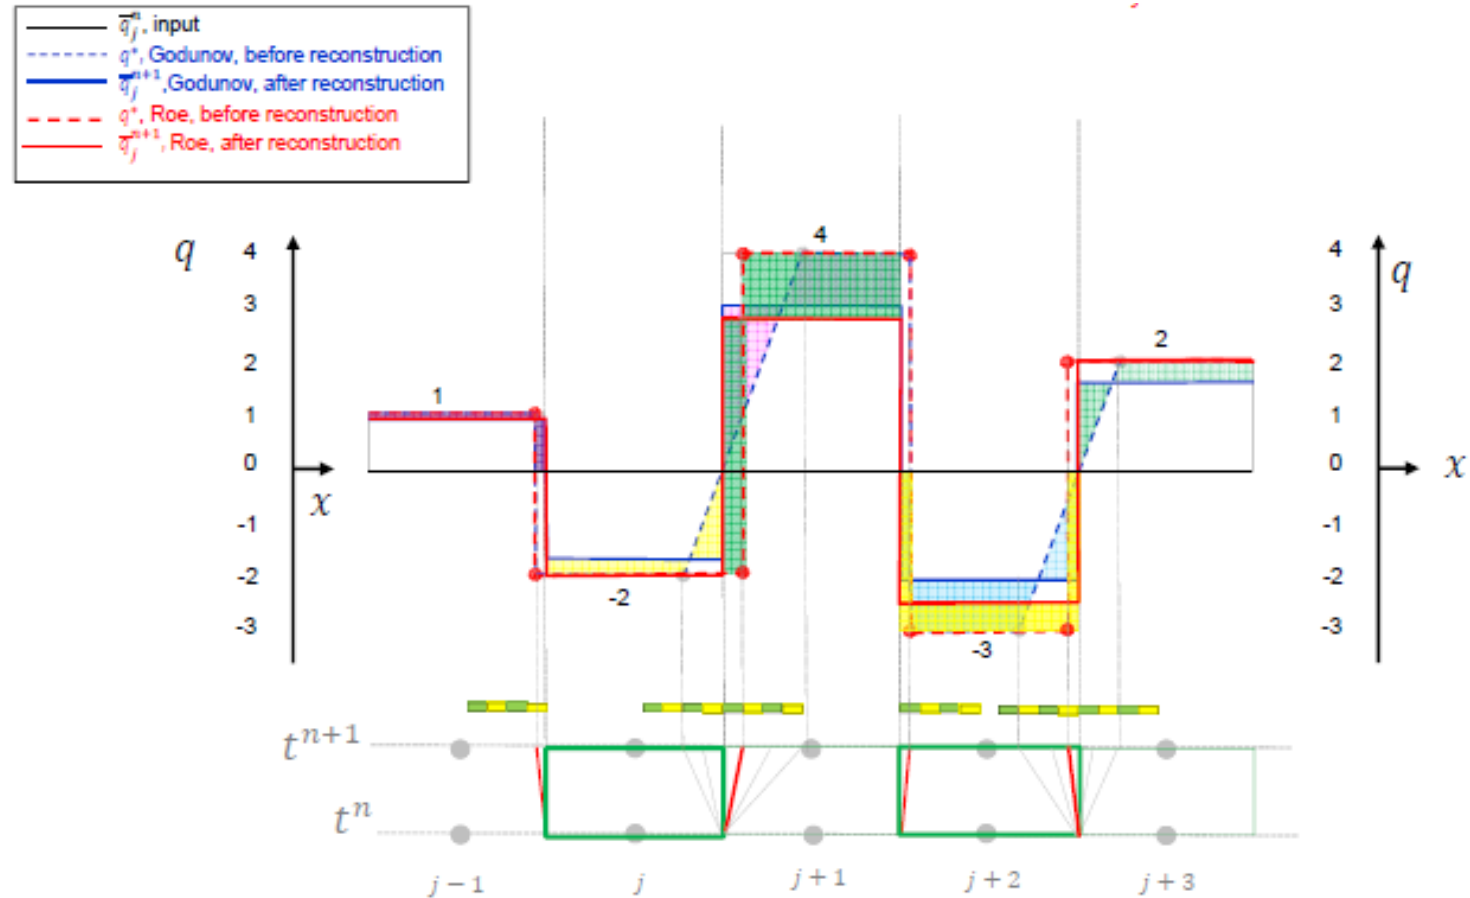 q̅ⱼⁿ, input
q*, Godunov, before reconstruction
q̅ⱼⁿ⁺¹,Godunov, after reconstruction
q*, Roe, before reconstruction
q̅ⱼⁿ⁺¹, Roe, after reconstruction
q
4
3
2
1
0
-1
-2
-3
x
1
-2
4
-3
2
4
3
2
1
0
-1
-2
-3
q
x
tⁿ⁺¹
tⁿ
j − 1
j
j + 1
j + 2
j + 3